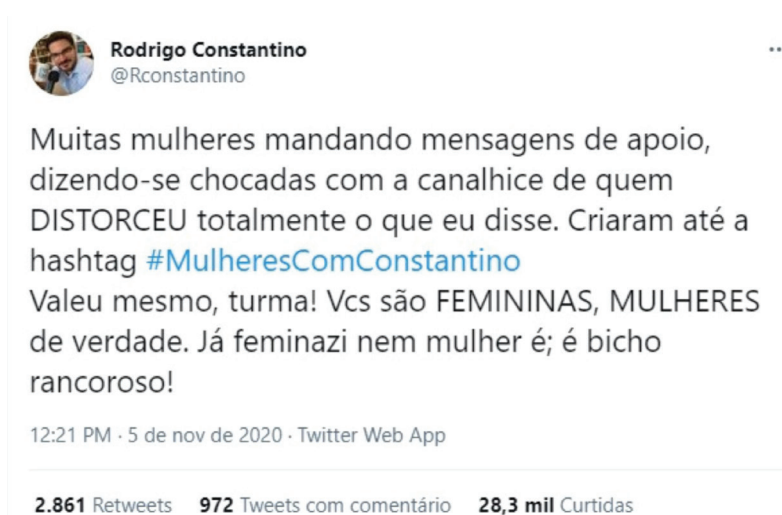 Rodrigo Constantino
@Rconstantino
Muitas mulheres mandando mensagens de apoio,
dizendo-se chocadas com a canalhice de quem
DISTORCEU totalmente o que eu disse. Criaram até a
hashtag #MulheresComConstantino
Valeu mesmo, turma! Vcs são FEMININAS, MULHERES
de verdade. Já feminazi nem mulher é; é bicho
rancoroso!
12:21 PM · 5 de nov de 2020 · Twitter Web App
2.861 Retweets 972 Tweets com comentário 28,3 mil Curtidas